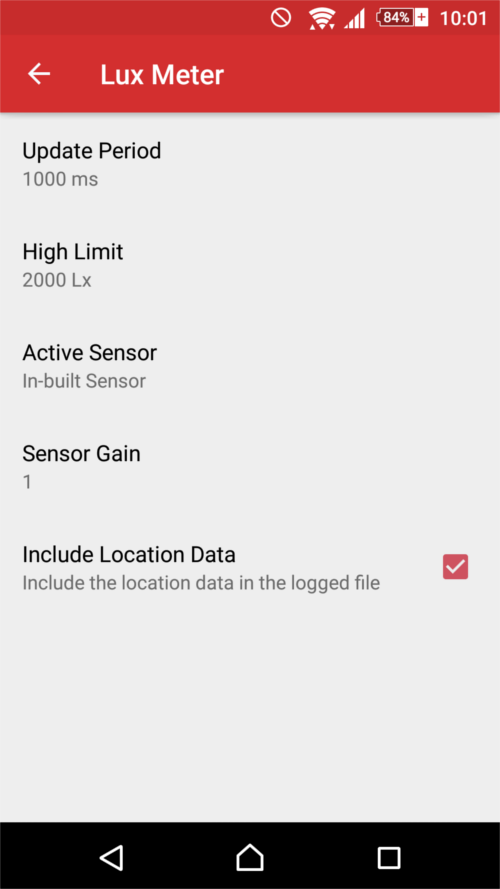 84% 10:01
Lux Meter
Update Period
1000 ms
High Limit
2000 Lx
Active Sensor
In-built Sensor
Sensor Gain
1
Include Location Data
Include the location data in the logged file